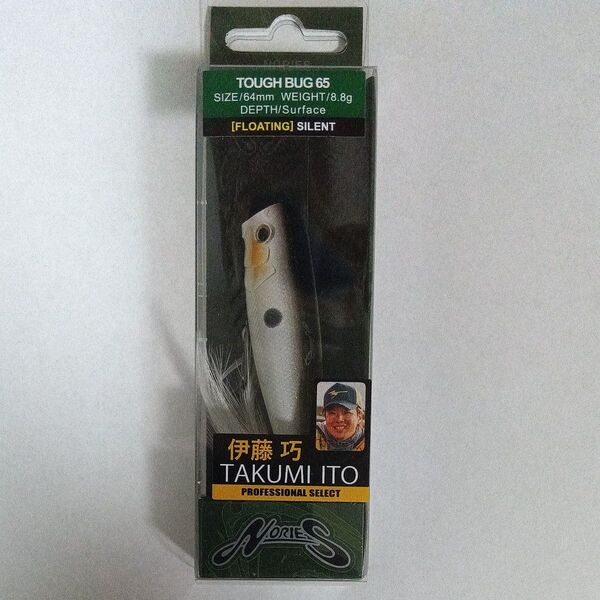 NORIES
TOUGH BUG 65
SIZE/64mm WEIGHT/8.8g
DEPTH/Surface
[FLOATING] SILENT
伊藤 巧
TAKUMI ITO
PROFESSIONAL SELECT
NORIES